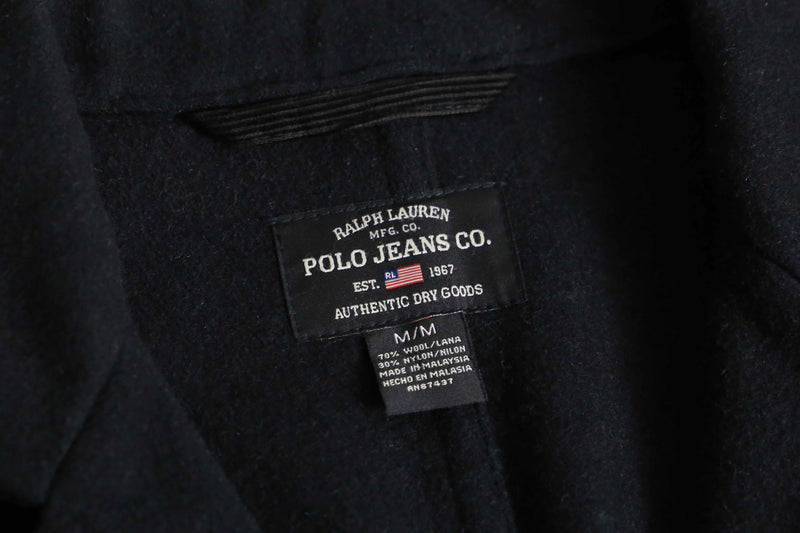 RALPH LAUREN
MFG. CO.
POLO JEANS CO.
EST. RL 1967
AUTHENTIC DRY GOODS
M/M
70% WOOL/LANA
30% NYLON/NILON
MADE IN MALAYSIA
HECHO EN MALASIA
RN67437